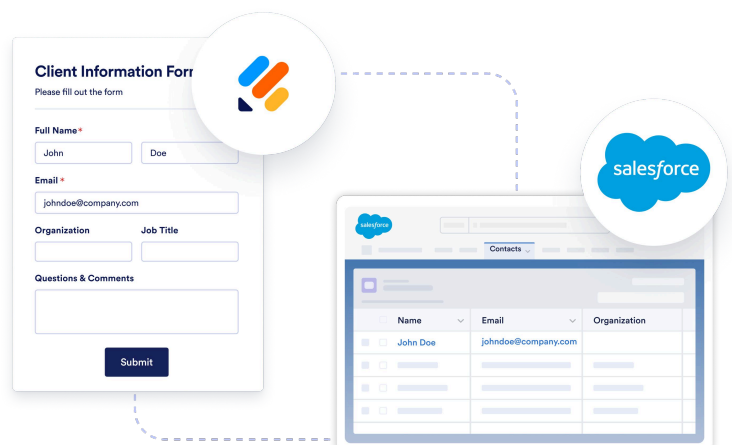 Client Information For
Please fill out the form
Full Name*
John Doe
Email *
johndoe@company.com
Organization Job Title
Questions & Comments
Submit
salesforce
salesforce
Contacts
Name Email Organization
John Doe johndoe@company.com